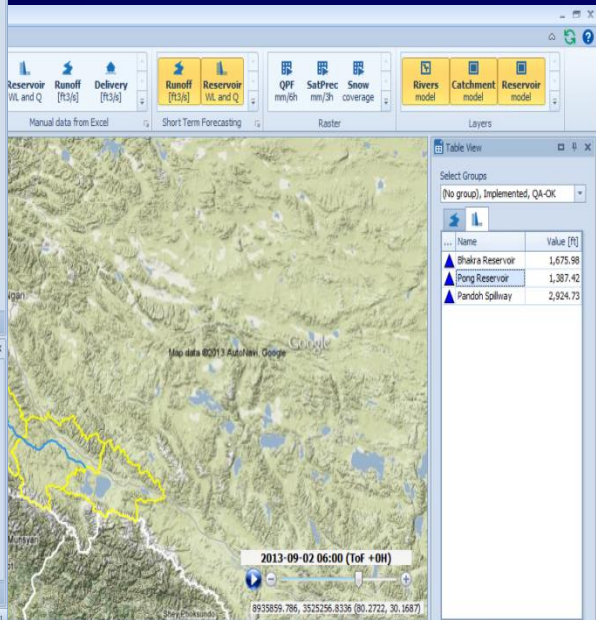 Reservoir Runoff Delivery Runoff Reservoir QPF SatPrec Snow Rivers Catchment Reservoir
WL and Q [ft3/s] [ft3/s] [ft3/s] WL and Q mm/6h mm/3h coverage model model model
Manual data from Excel Short Term Forecasting Raster Layers
Table View
Select Groups
(No group), Implemented, QA-OK
... Name Value [ft]
Bhakra Reservoir 1,675.98
Pong Reservoir 1,387.42
Pandoh Spillway 2,924.73
Google
Map data ©2013 AutoNavi, Google
2013-09-02 06:00 (ToF +0H)
8935859.786, 3525256.8336 (80.2722, 30.1687)